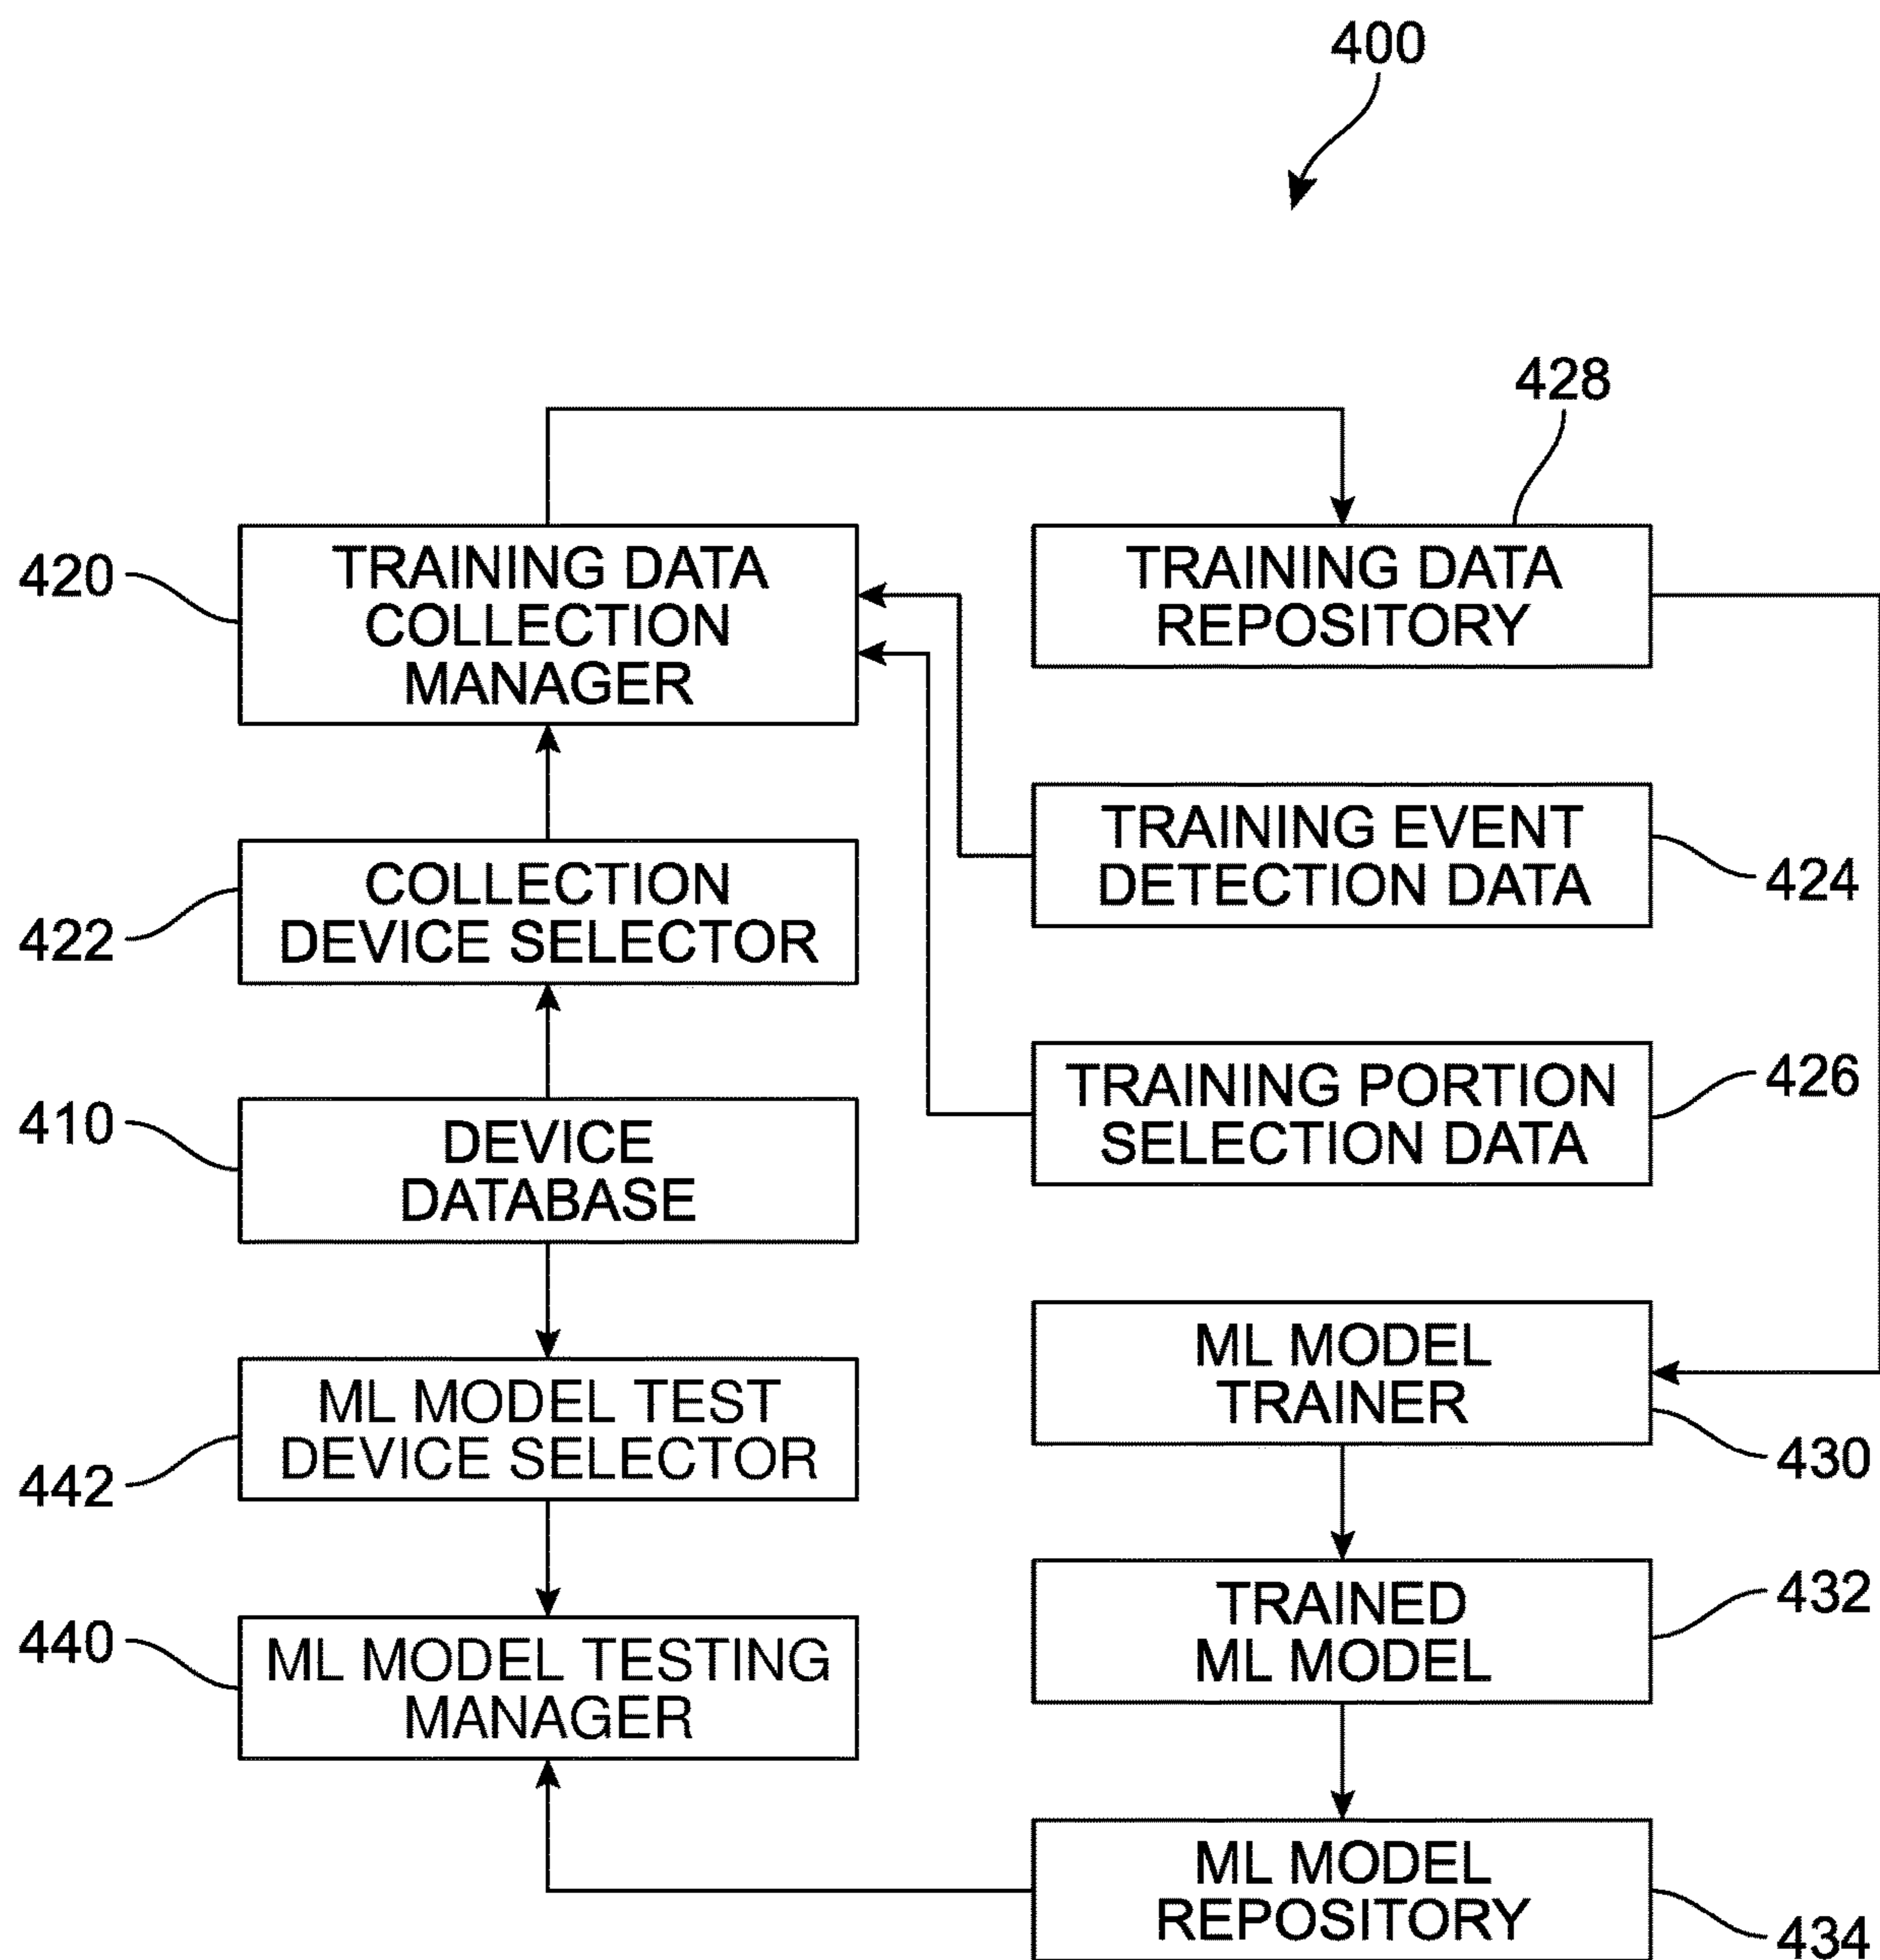 400
428
420
TRAINING DATA
COLLECTION
MANAGER
TRAINING DATA
REPOSITORY
TRAINING EVENT
DETECTION DATA
424
422
COLLECTION
DEVICE SELECTOR
TRAINING PORTION
SELECTION DATA
426
410
DEVICE
DATABASE
442
ML MODEL TEST
DEVICE SELECTOR
ML MODEL
TRAINER
430
440
ML MODEL TESTING
MANAGER
TRAINED
ML MODEL
432
ML MODEL
REPOSITORY
434